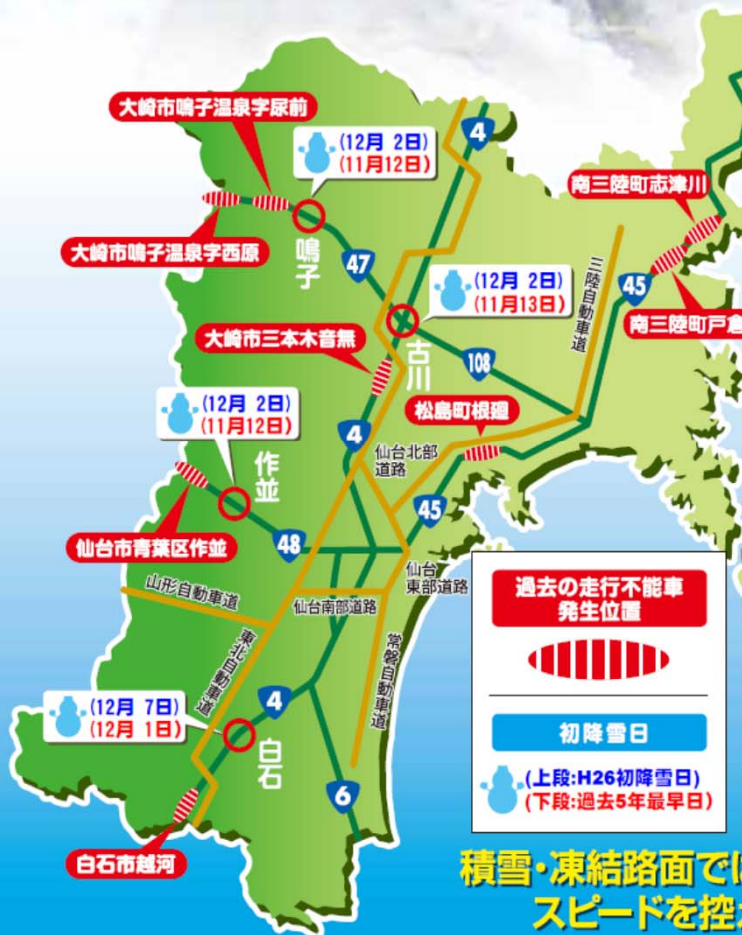 大崎市鳴子温泉字尿前
(12月 2日)
(11月12日)
4
南三陸町志津川
大崎市鳴子温泉字西原
鳴子
47
(12月 2日)
(11月13日)
三陸自動車道
45
南三陸町戸倉
大崎市三本木音無
古川
108
(12月 2日)
(11月12日)
松島町根廻
4
仙台北部
道路
作並
45
仙台市青葉区作並
48
仙台
東部道路
山形自動車道
仙台南部道路
東北自動車道
常磐自動車道
(12月 7日)
(12月 1日)
4
白石
6
白石市越河
過去の走行不能車
発生位置
初降雪日
(上段:H26初降雪日)
(下段:過去5年最早日)
積雪・凍結路面では
スピードを控え